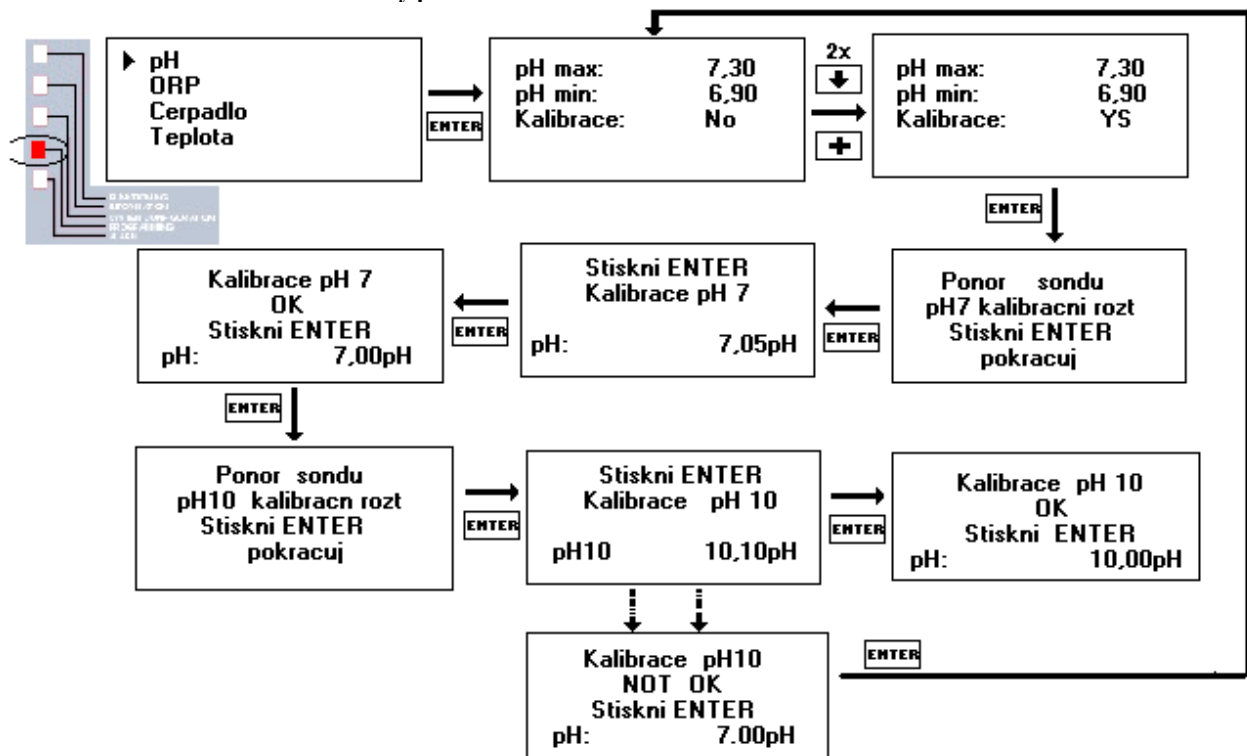 pH
ORP
Cerpadlo
Teplota
ENTER
pH max: 7,30
pH min: 6,90
Kalibrace: No
2x
pH max: 7,30
pH min: 6,90
Kalibrace: YS
ENTER
Ponor sondu
pH7 kalibracni rozt
Stiskni ENTER
pokracuj
ENTER
Stiskni ENTER
Kalibrace pH 7
pH: 7,05pH
ENTER
Kalibrace pH 7
OK
Stiskni ENTER
pH: 7,00pH
ENTER
Ponor sondu
pH10 kalibracn rozt
Stiskni ENTER
pokracuj
ENTER
Stiskni ENTER
Kalibrace pH 10
pH10 10,10pH
ENTER
Kalibrace pH 10
OK
Stiskni ENTER
pH: 10,00pH
Kalibrace pH10
NOT OK
Stiskni ENTER
pH: 7.00pH
ENTER